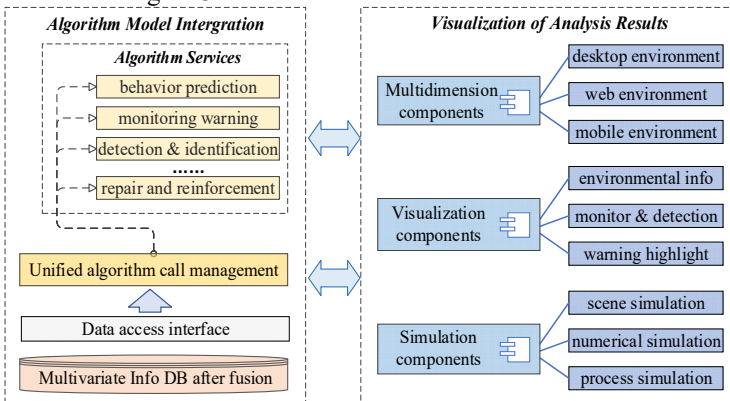 Algorithm Model Intergration
Algorithm Services
behavior prediction
monitoring warning
detection & identification
......
repair and reinforcement
Unified algorithm call management
Data access interface
Multivariate Info DB after fusion
Visualization of Analysis Results
Multidimension
components
desktop environment
web environment
mobile environment
Visualization
components
environmental info
monitor & detection
warning highlight
Simulation
components
scene simulation
numerical simulation
process simulation